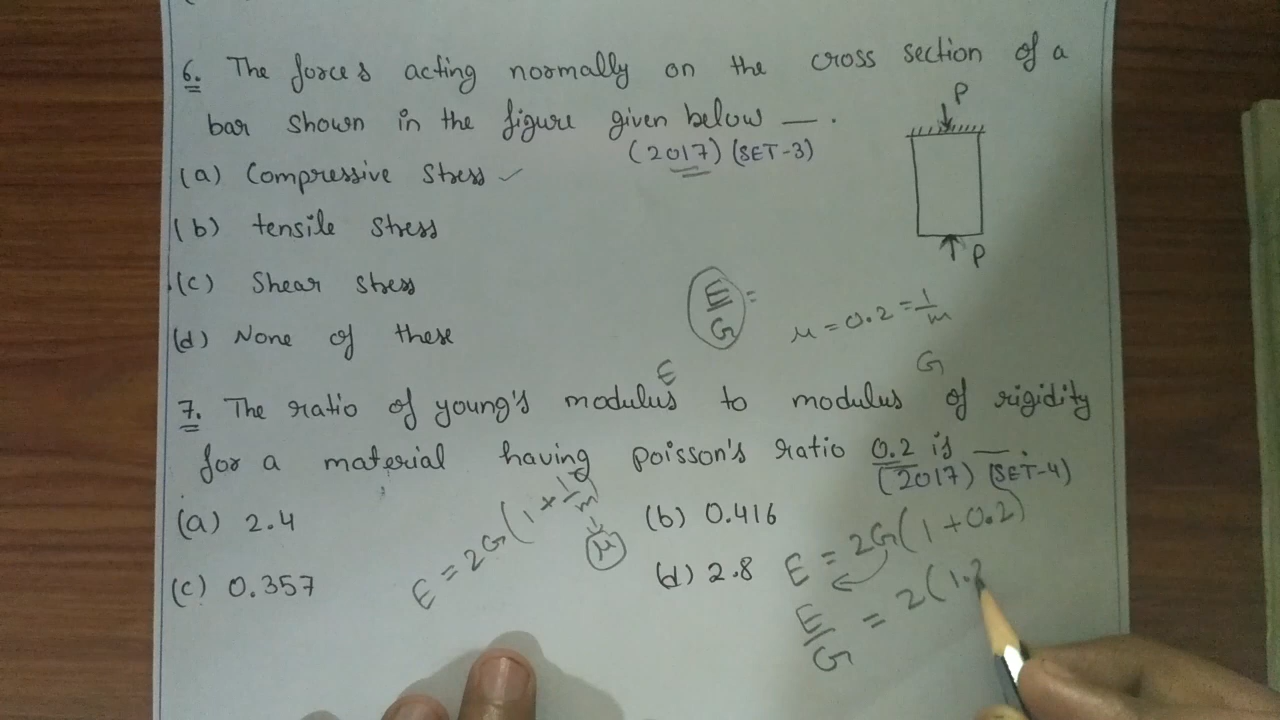 6. The forces acting normally on the cross section of a
bar shown in the figure given below — .
(2017) (SET-3)
P
P
(a) Compressive stress ✓
(b) tensile stress
(c) Shear stress
(d) None of these
E/G =
μ = 0.2 = 1/m
E
G
7. The ratio of young's modulus to modulus of rigidity
for a material having poisson's ratio 0.2 is — .
(2017) (SET-4)
(a) 2.4
(b) 0.416
(c) 0.357
(d) 2.8
E = 2G(1 + 1/m)
μ
E = 2G(1 + 0.2)
E/G = 2(1.2